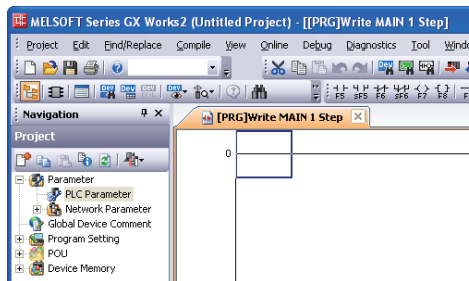 MELSOFT Series GX Works2 (Untitled Project) - [[PRG]Write MAIN 1 Step]
Project Edit Find/Replace Compile View Online Debug Diagnostics Tool Windo
F5 sF5 F6 sF6 F7 F8
Navigation
[PRG]Write MAIN 1 Step
Project
0
Parameter
PLC Parameter
Network Parameter
Global Device Comment
Program Setting
POU
Device Memory